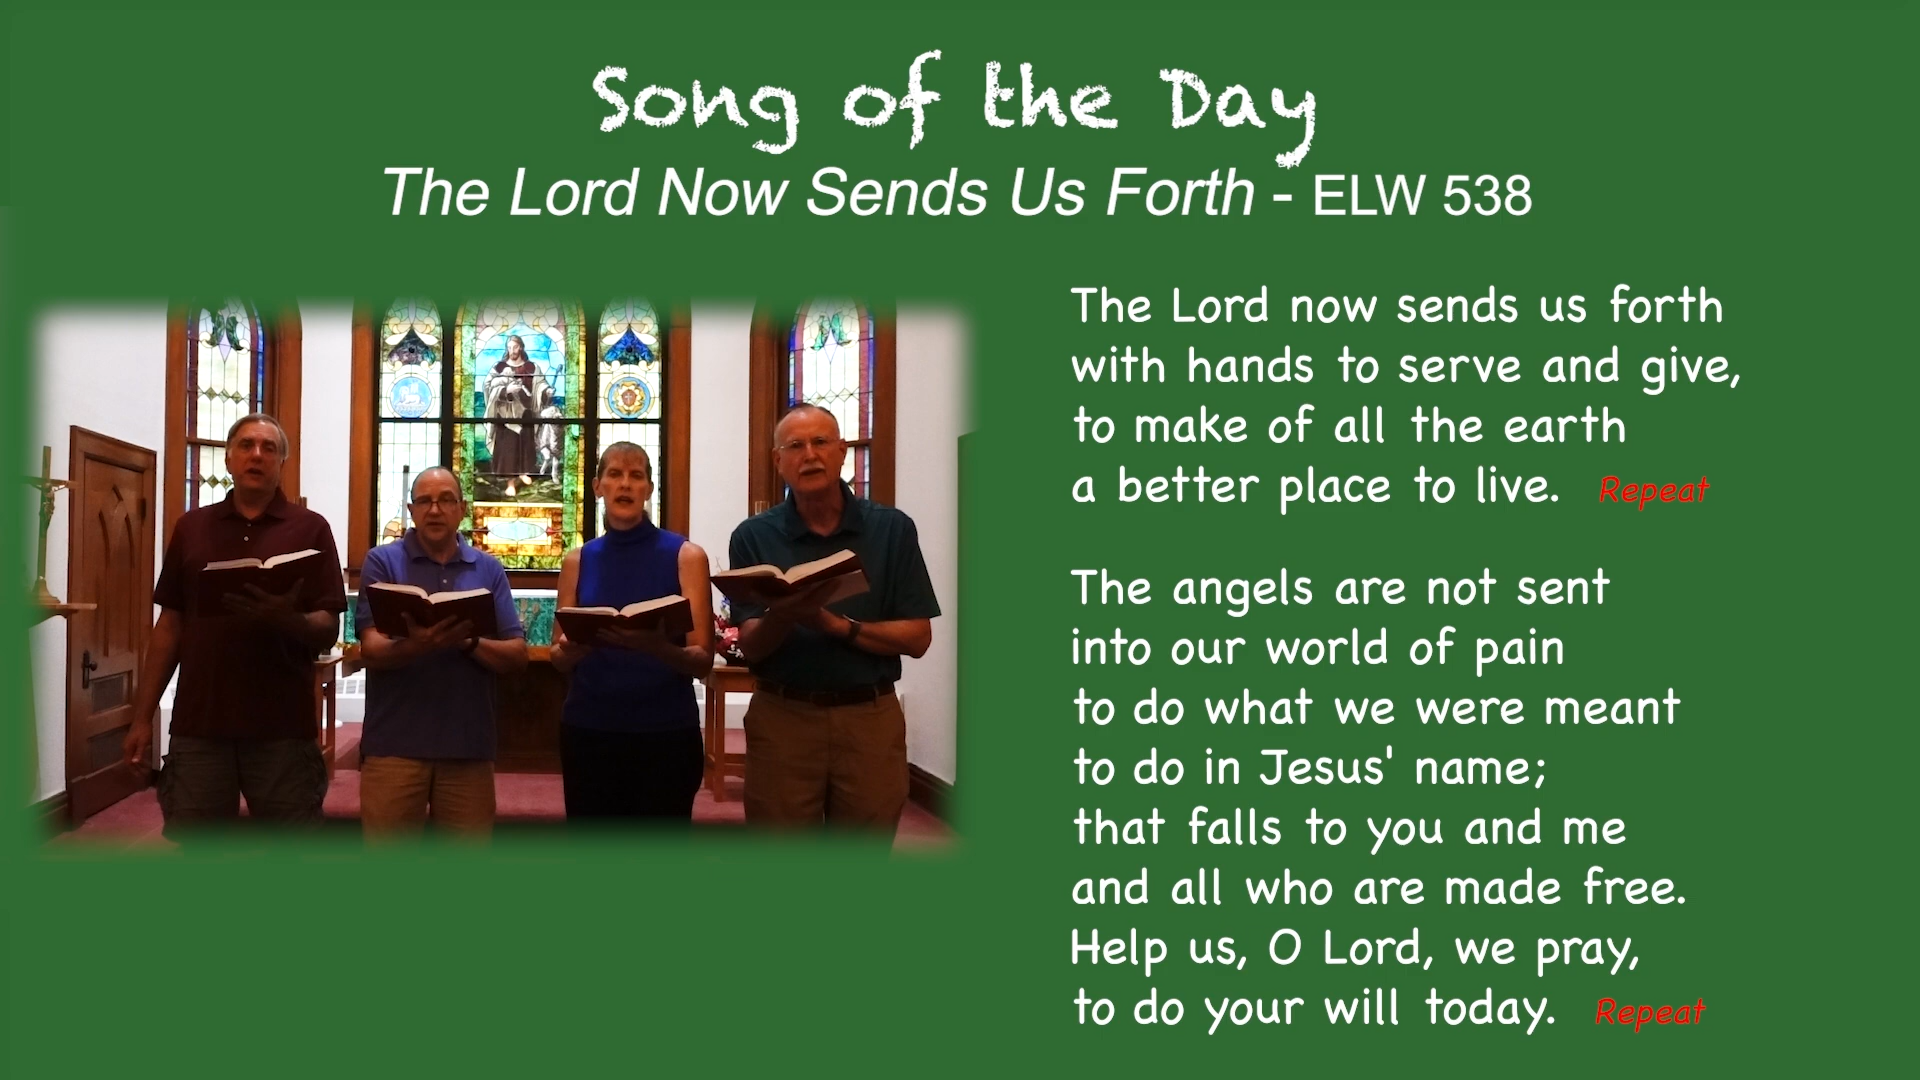 Song of the Day
The Lord Now Sends Us Forth - ELW 538
The Lord now sends us forth
with hands to serve and give,
to make of all the earth
a better place to live. Repeat
The angels are not sent
into our world of pain
to do what we were meant
to do in Jesus' name;
that falls to you and me
and all who are made free.
Help us, O Lord, we pray,
to do your will today. Repeat